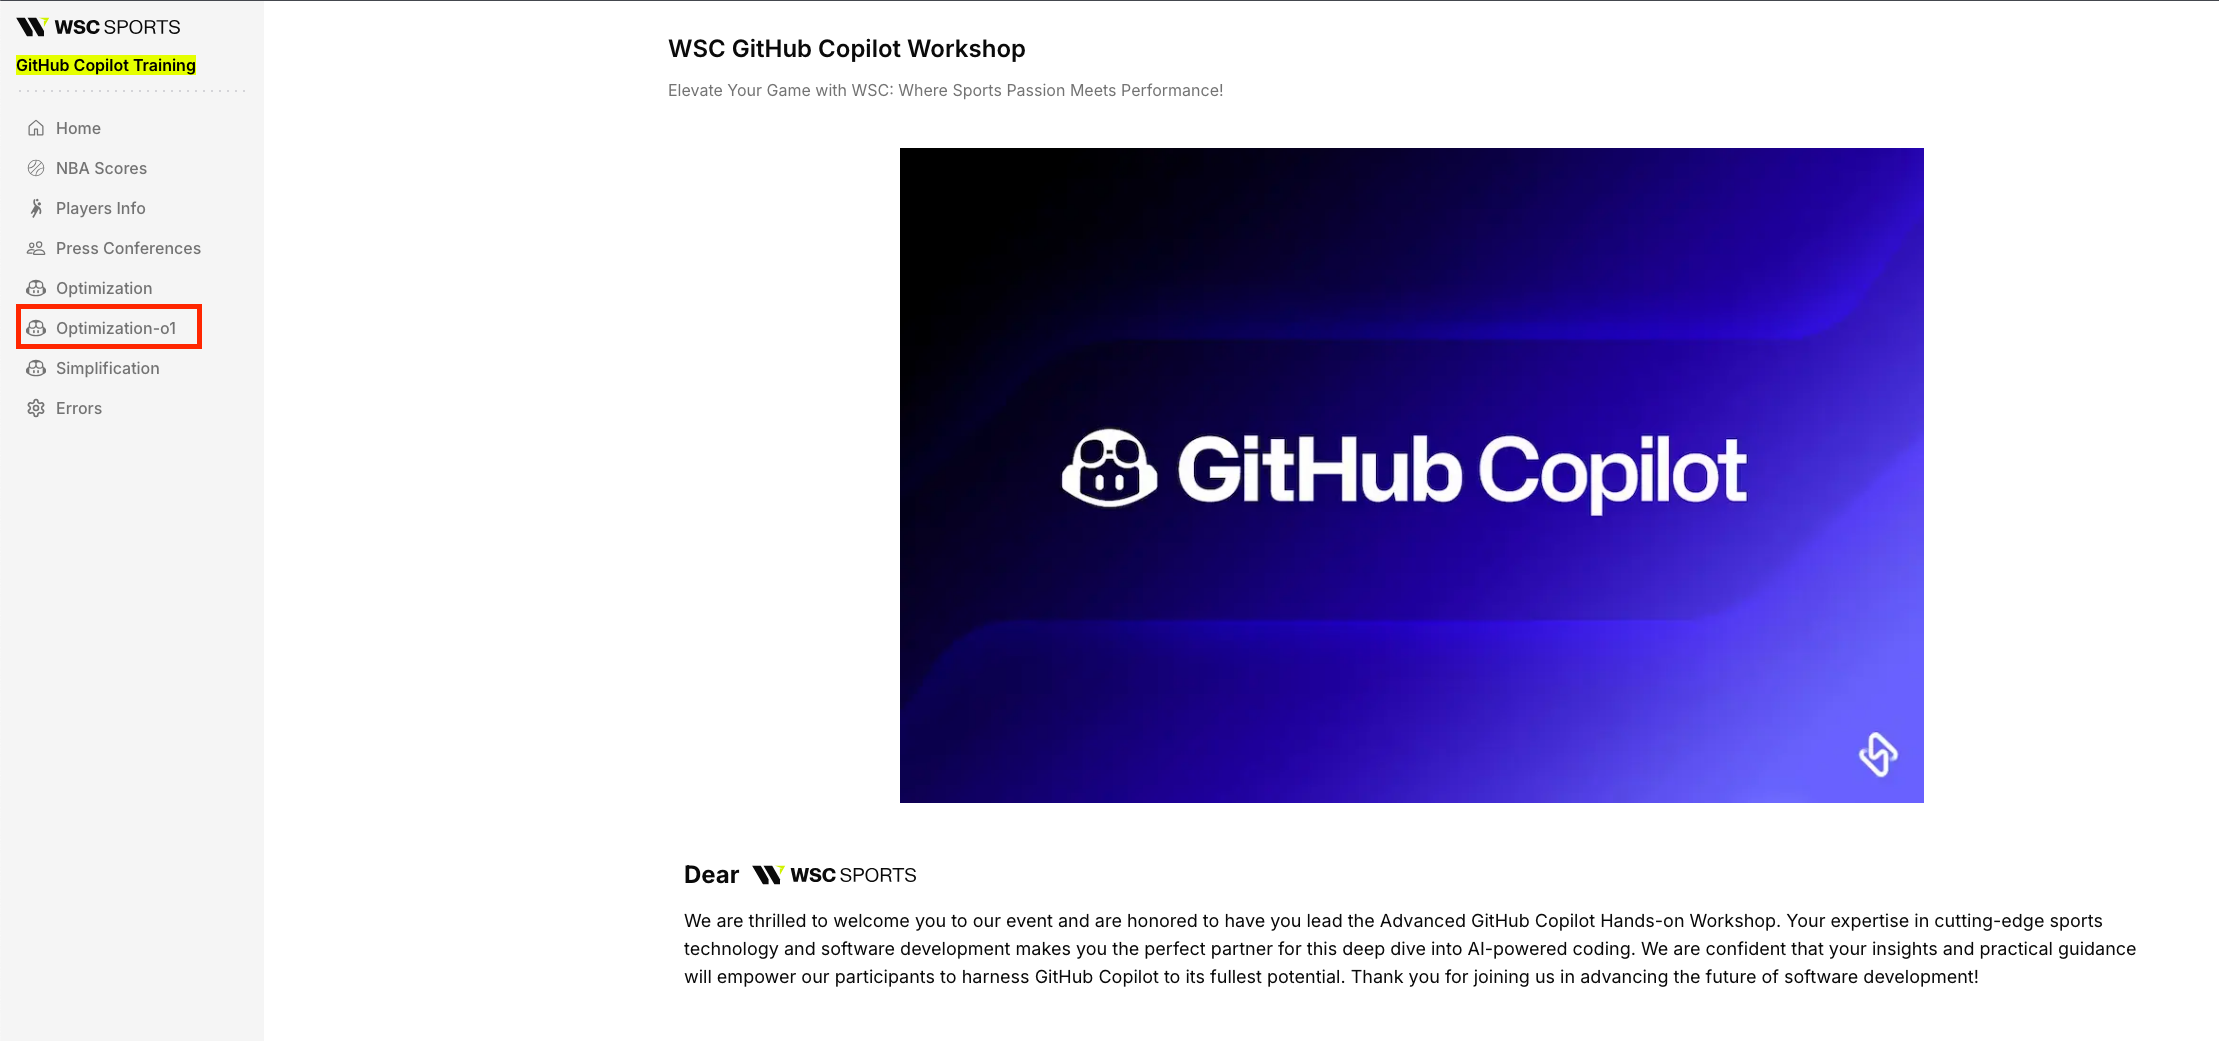 WSC SPORTS
GitHub Copilot Training
Home
NBA Scores
Players Info
Press Conferences
Optimization
Optimization-o1
Simplification
Errors
WSC GitHub Copilot Workshop
Elevate Your Game with WSC: Where Sports Passion Meets Performance!
GitHub Copilot
Dear WSC SPORTS
We are thrilled to welcome you to our event and are honored to have you lead the Advanced GitHub Copilot Hands-on Workshop. Your expertise in cutting-edge sports
technology and software development makes you the perfect partner for this deep dive into AI-powered coding. We are confident that your insights and practical guidance
will empower our participants to harness GitHub Copilot to its fullest potential. Thank you for joining us in advancing the future of software development!